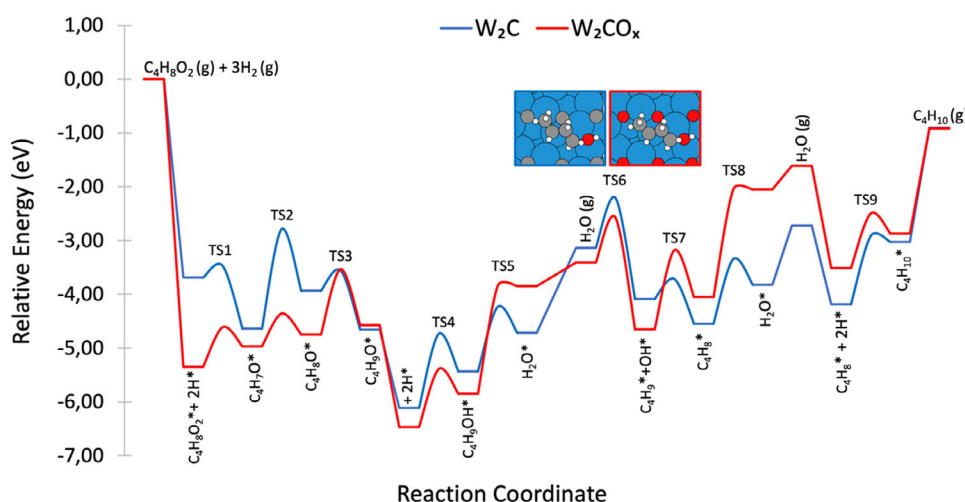 W₂C W₂COₓ
Relative Energy (eV)
1,00
0,00
-1,00
-2,00
-3,00
-4,00
-5,00
-6,00
-7,00
C₄H₈O₂ (g) + 3H₂ (g)
C₄H₈O₂*+ 2H*
TS1
C₄H₇O*
TS2
C₄H₈O*
TS3
C₄H₉O*
+ 2H*
TS4
C₄H₉OH*
TS5
H₂O*
H₂O (g)
TS6
C₄H₉*+OH*
TS7
C₄H₈*
TS8
H₂O*
H₂O (g)
C₄H₈* + 2H*
TS9
C₄H₁₀*
C₄H₁₀ (g)
Reaction Coordinate